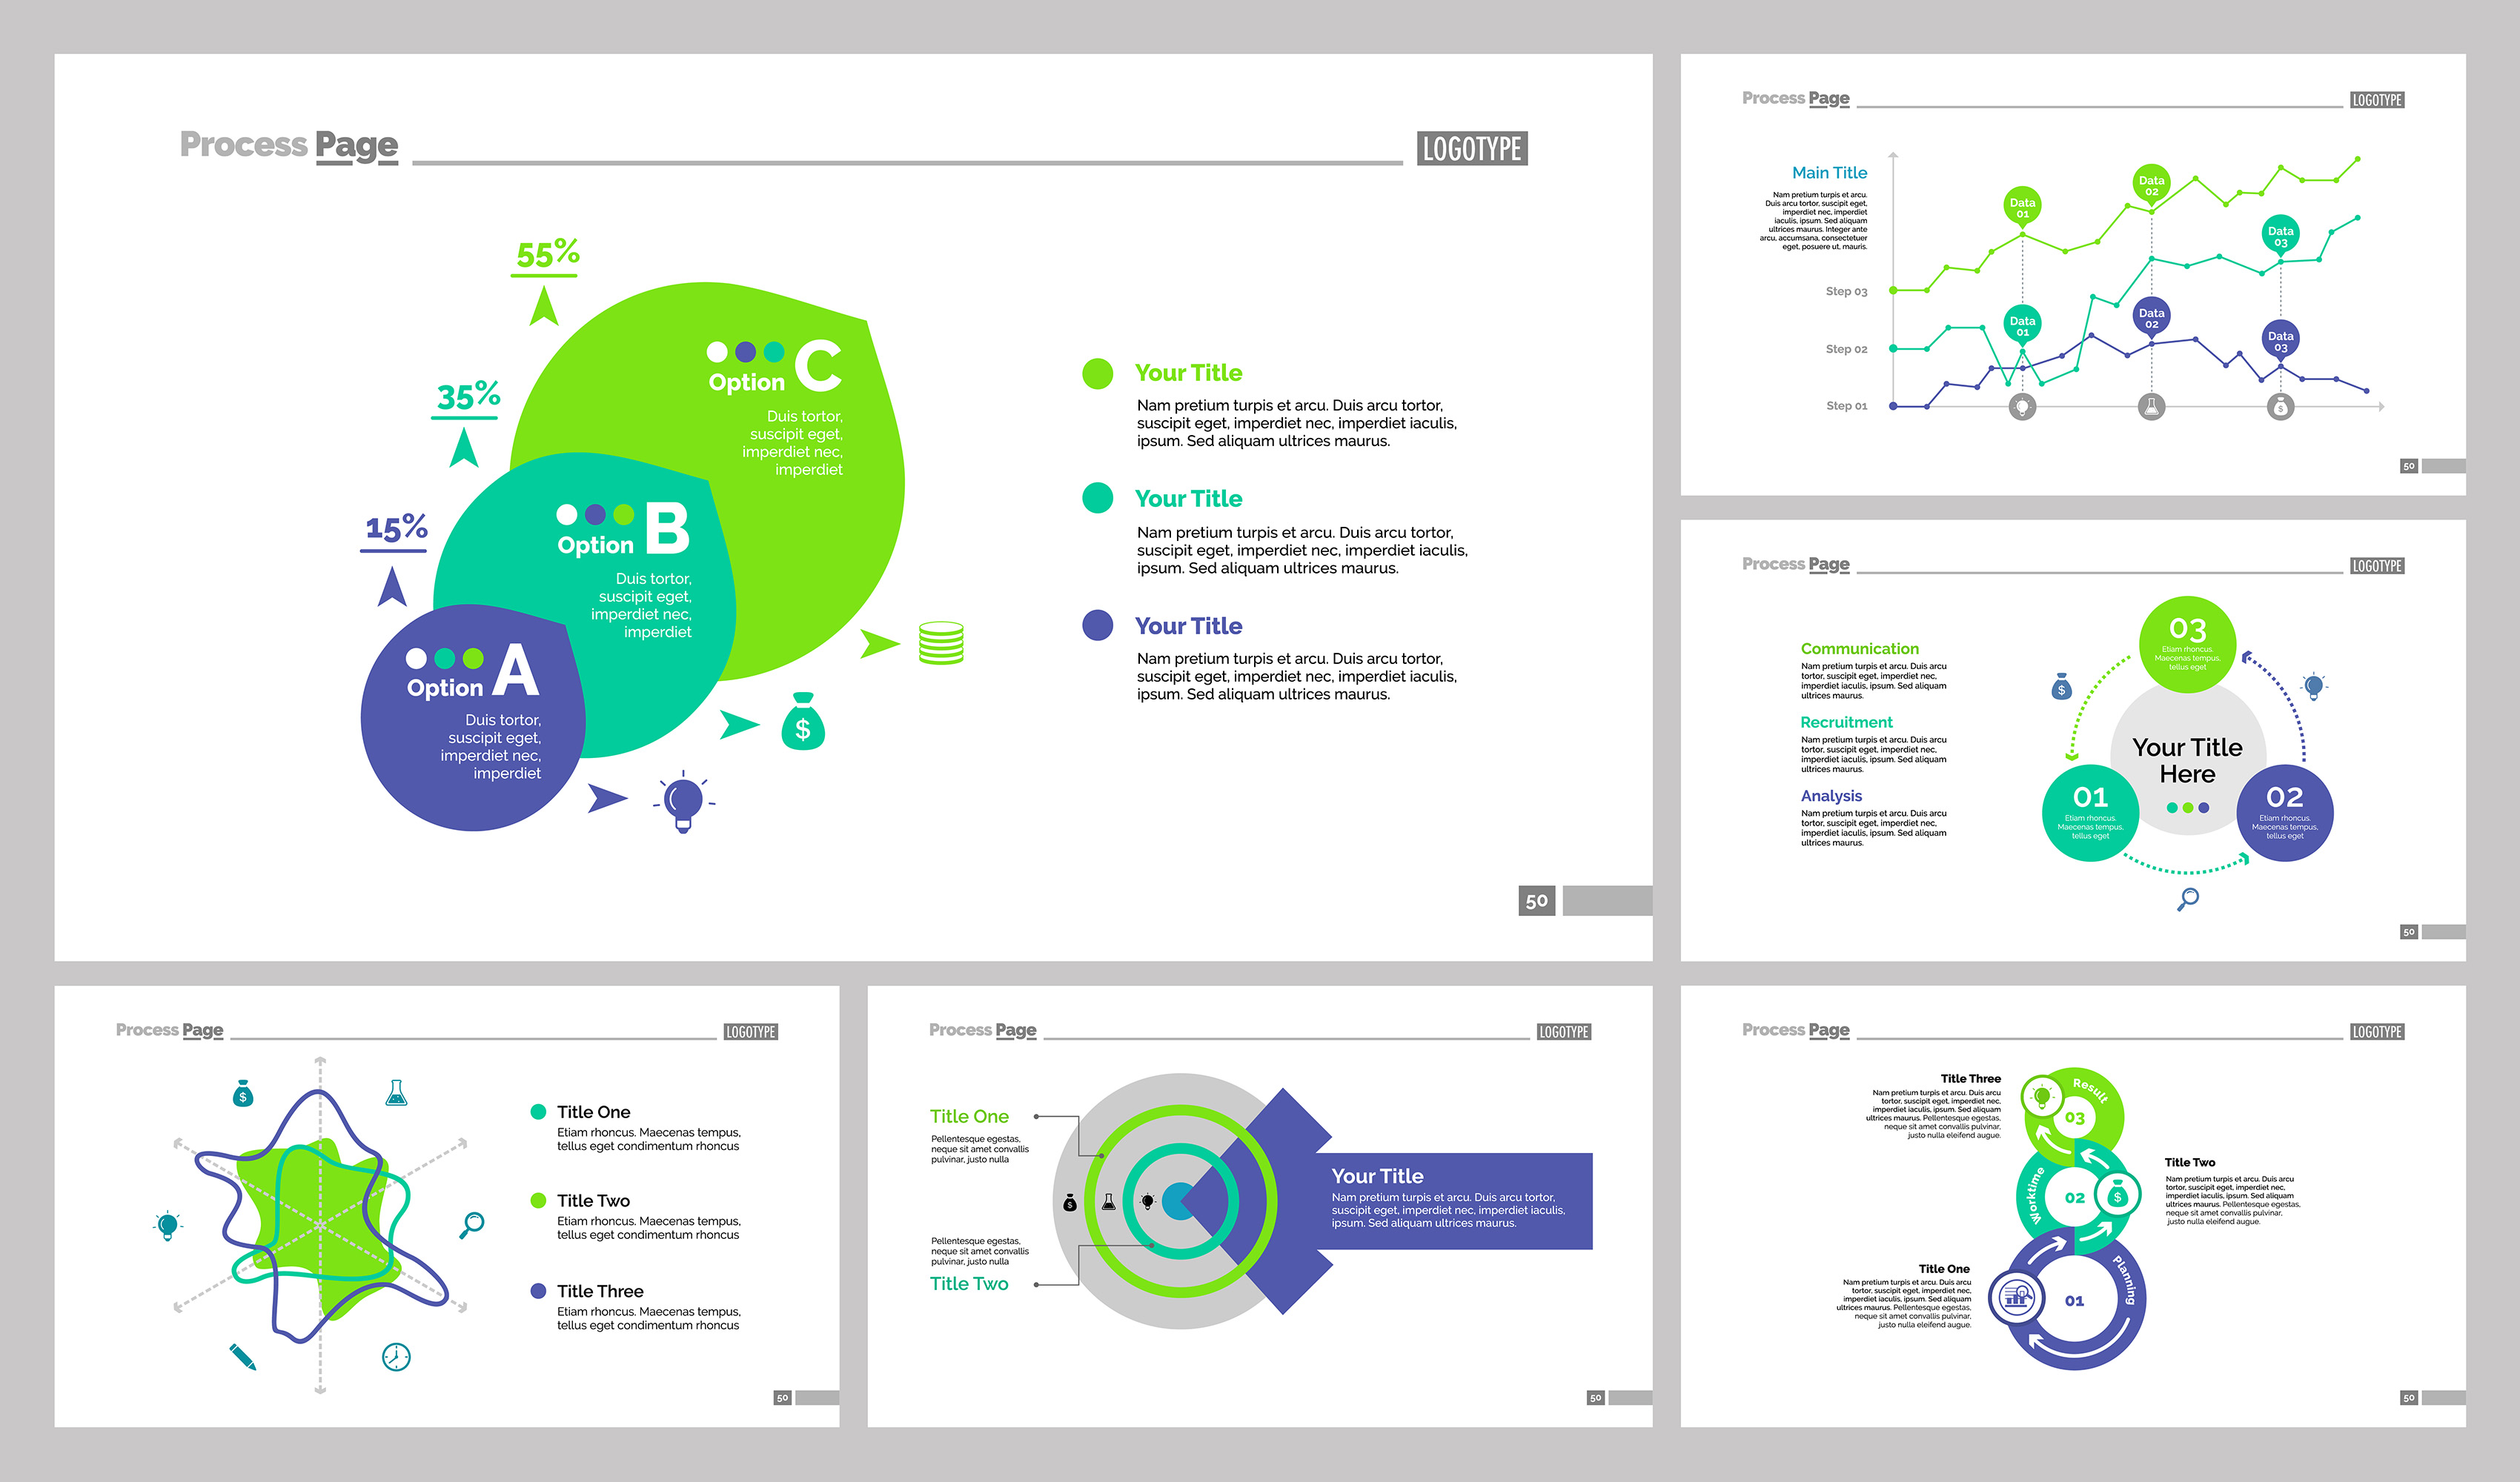 Process Page
LOGOTYPE
55%
35%
15%
Option C
Duis tortor,
suscipit eget,
imperdiet nec,
imperdiet
Option B
Duis tortor,
suscipit eget,
imperdiet nec,
imperdiet
Option A
Duis tortor,
suscipit eget,
imperdiet nec,
imperdiet
$
Your Title
Nam pretium turpis et arcu. Duis arcu tortor,
suscipit eget, imperdiet nec, imperdiet iaculis,
ipsum. Sed aliquam ultrices maurus.
Your Title
Nam pretium turpis et arcu. Duis arcu tortor,
suscipit eget, imperdiet nec, imperdiet iaculis,
ipsum. Sed aliquam ultrices maurus.
Your Title
Nam pretium turpis et arcu. Duis arcu tortor,
suscipit eget, imperdiet nec, imperdiet iaculis,
ipsum. Sed aliquam ultrices maurus.
50
Process Page
LOGOTYPE
Main Title
Nam pretium turpis et arcu.
Duis arcu tortor, suscipit eget,
imperdiet nec, imperdiet
iaculis, ipsum. Sed aliquam
ultrices maurus. Integer ante
arcu, accumsana, consectetuer
eget, posuere ut, mauris.
Step 03
Step 02
Step 01
Data
01
Data
02
Data
03
Data
01
Data
02
Data
03
$
50
Process Page
LOGOTYPE
Communication
Nam pretium turpis et arcu. Duis arcu
tortor, suscipit eget, imperdiet nec,
imperdiet iaculis, ipsum. Sed aliquam
ultrices maurus.
Recruitment
Nam pretium turpis et arcu. Duis arcu
tortor, suscipit eget, imperdiet nec,
imperdiet iaculis, ipsum. Sed aliquam
ultrices maurus.
Analysis
Nam pretium turpis et arcu. Duis arcu
tortor, suscipit eget, imperdiet nec,
imperdiet iaculis, ipsum. Sed aliquam
ultrices maurus.
$
03
Etiam rhoncus.
Maecenas tempus,
tellus eget
Your Title
Here
01
Etiam rhoncus.
Maecenas tempus,
tellus eget
02
Etiam rhoncus.
Maecenas tempus,
tellus eget
50
Process Page
LOGOTYPE
$
Title One
Etiam rhoncus. Maecenas tempus,
tellus eget condimentum rhoncus
Title Two
Etiam rhoncus. Maecenas tempus,
tellus eget condimentum rhoncus
Title Three
Etiam rhoncus. Maecenas tempus,
tellus eget condimentum rhoncus
50
Process Page
LOGOTYPE
Title One
Pellentesque egestas,
neque sit amet convallis
pulvinar, justo nulla
$
Pellentesque egestas,
neque sit amet convallis
pulvinar, justo nulla
Title Two
Your Title
Nam pretium turpis et arcu. Duis arcu tortor,
suscipit eget, imperdiet nec, imperdiet iaculis,
ipsum. Sed aliquam ultrices maurus.
50
Process Page
LOGOTYPE
Title Three
Nam pretium turpis et arcu. Duis arcu
tortor, suscipit eget, imperdiet nec,
imperdiet iaculis, ipsum. Sed aliquam
ultrices maurus. Pellentesque egestas,
neque sit amet convallis pulvinar,
justo nulla eleifend augue.
Result
03
Title Two
Nam pretium turpis et arcu. Duis arcu
tortor, suscipit eget, imperdiet nec,
imperdiet iaculis, ipsum. Sed aliquam
ultrices maurus. Pellentesque egestas,
neque sit amet convallis pulvinar,
justo nulla eleifend augue.
Worktime
02
$
Title One
Nam pretium turpis et arcu. Duis arcu
tortor, suscipit eget, imperdiet nec,
imperdiet iaculis, ipsum. Sed aliquam
ultrices maurus. Pellentesque egestas,
neque sit amet convallis pulvinar,
justo nulla eleifend augue.
Planning
01
50